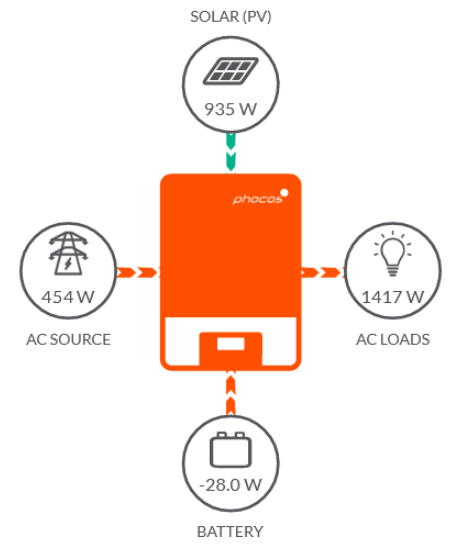 SOLAR (PV)
935 W
phocos
454 W
AC SOURCE
1417 W
AC LOADS
-28.0 W
BATTERY